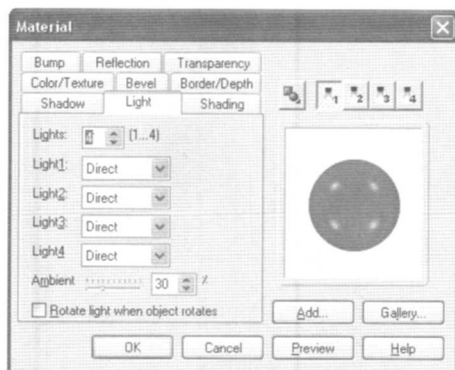 Material
Bump Reflection Transparency
Color/Texture Bevel Border/Depth
Shadow Light Shading
1 2 3 4
Lights: 4 (1...4)
Light1: Direct
Light2: Direct
Light3: Direct
Light4 Direct
Ambient 30 %
Rotate light when object rotates
Add... Gallery...
OK Cancel Preview Help